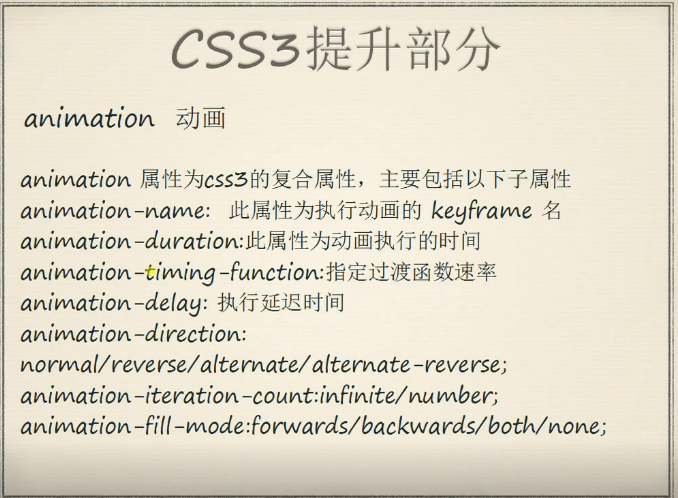 CSS3提升部分
animation 动画
animation 属性为css3的复合属性，主要包括以下子属性
animation-name: 此属性为执行动画的 keyframe 名
animation-duration:此属性为动画执行的时间
animation-timing-function:指定过渡函数速率
animation-delay: 执行延迟时间
animation-direction:
normal/reverse/alternate/alternate-reverse;
animation-iteration-count:infinite/number;
animation-fill-mode:forwards/backwards/both/none;